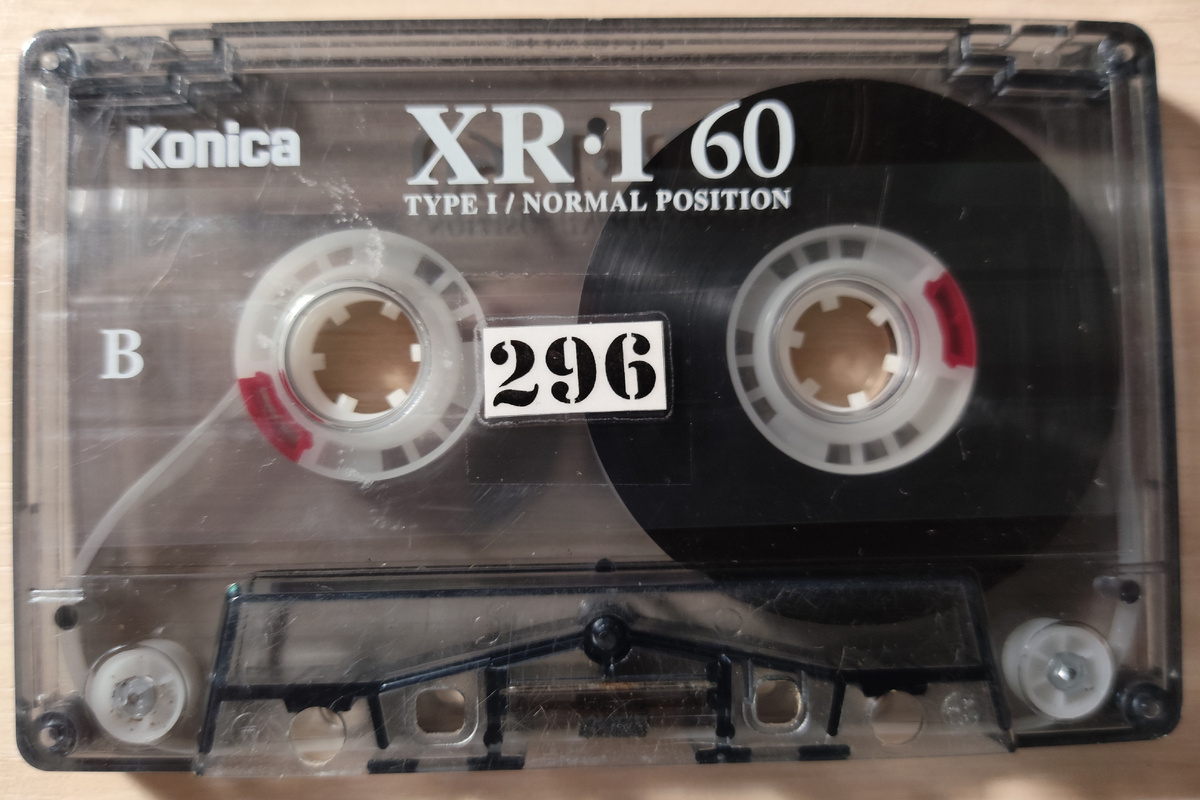 Konica
XR·I 60
TYPE I / NORMAL POSITION
B
296